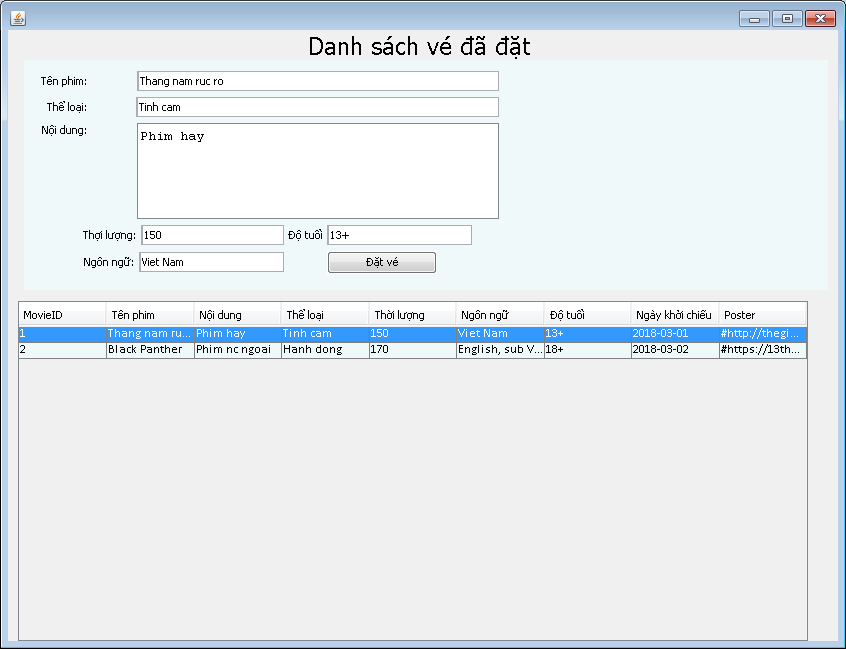 Danh sách vé đã đặt
Tên phim: Thang nam ruc ro
Thể loại: Tinh cam
Nội dung: Phim hay
Thợi lượng: 150 Độ tuổi 13+
Ngôn ngữ: Viet Nam Đặt vé
MovieID Tên phim Nội dung Thể loại Thời lượng Ngôn ngữ Độ tuổi Ngày khởi chiếu Poster
1 Thang nam ru... Phim hay Tinh cam 150 Viet Nam 13+ 2018-03-01 #http://thegi...
2 Black Panther Phim nc ngoai Hanh dong 170 English, sub V... 18+ 2018-03-02 #https://13th...